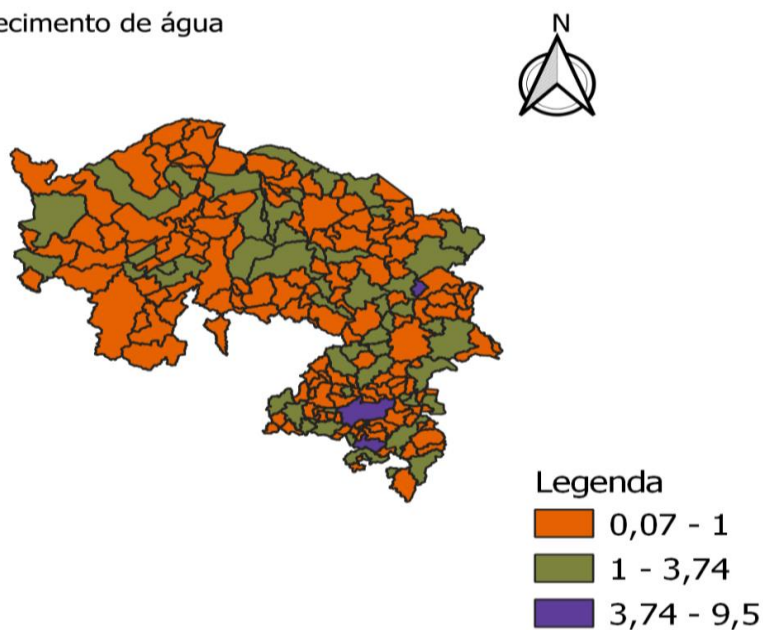 ecimento de água
N
Legenda
0,07 - 1
1 - 3,74
3,74 - 9,5